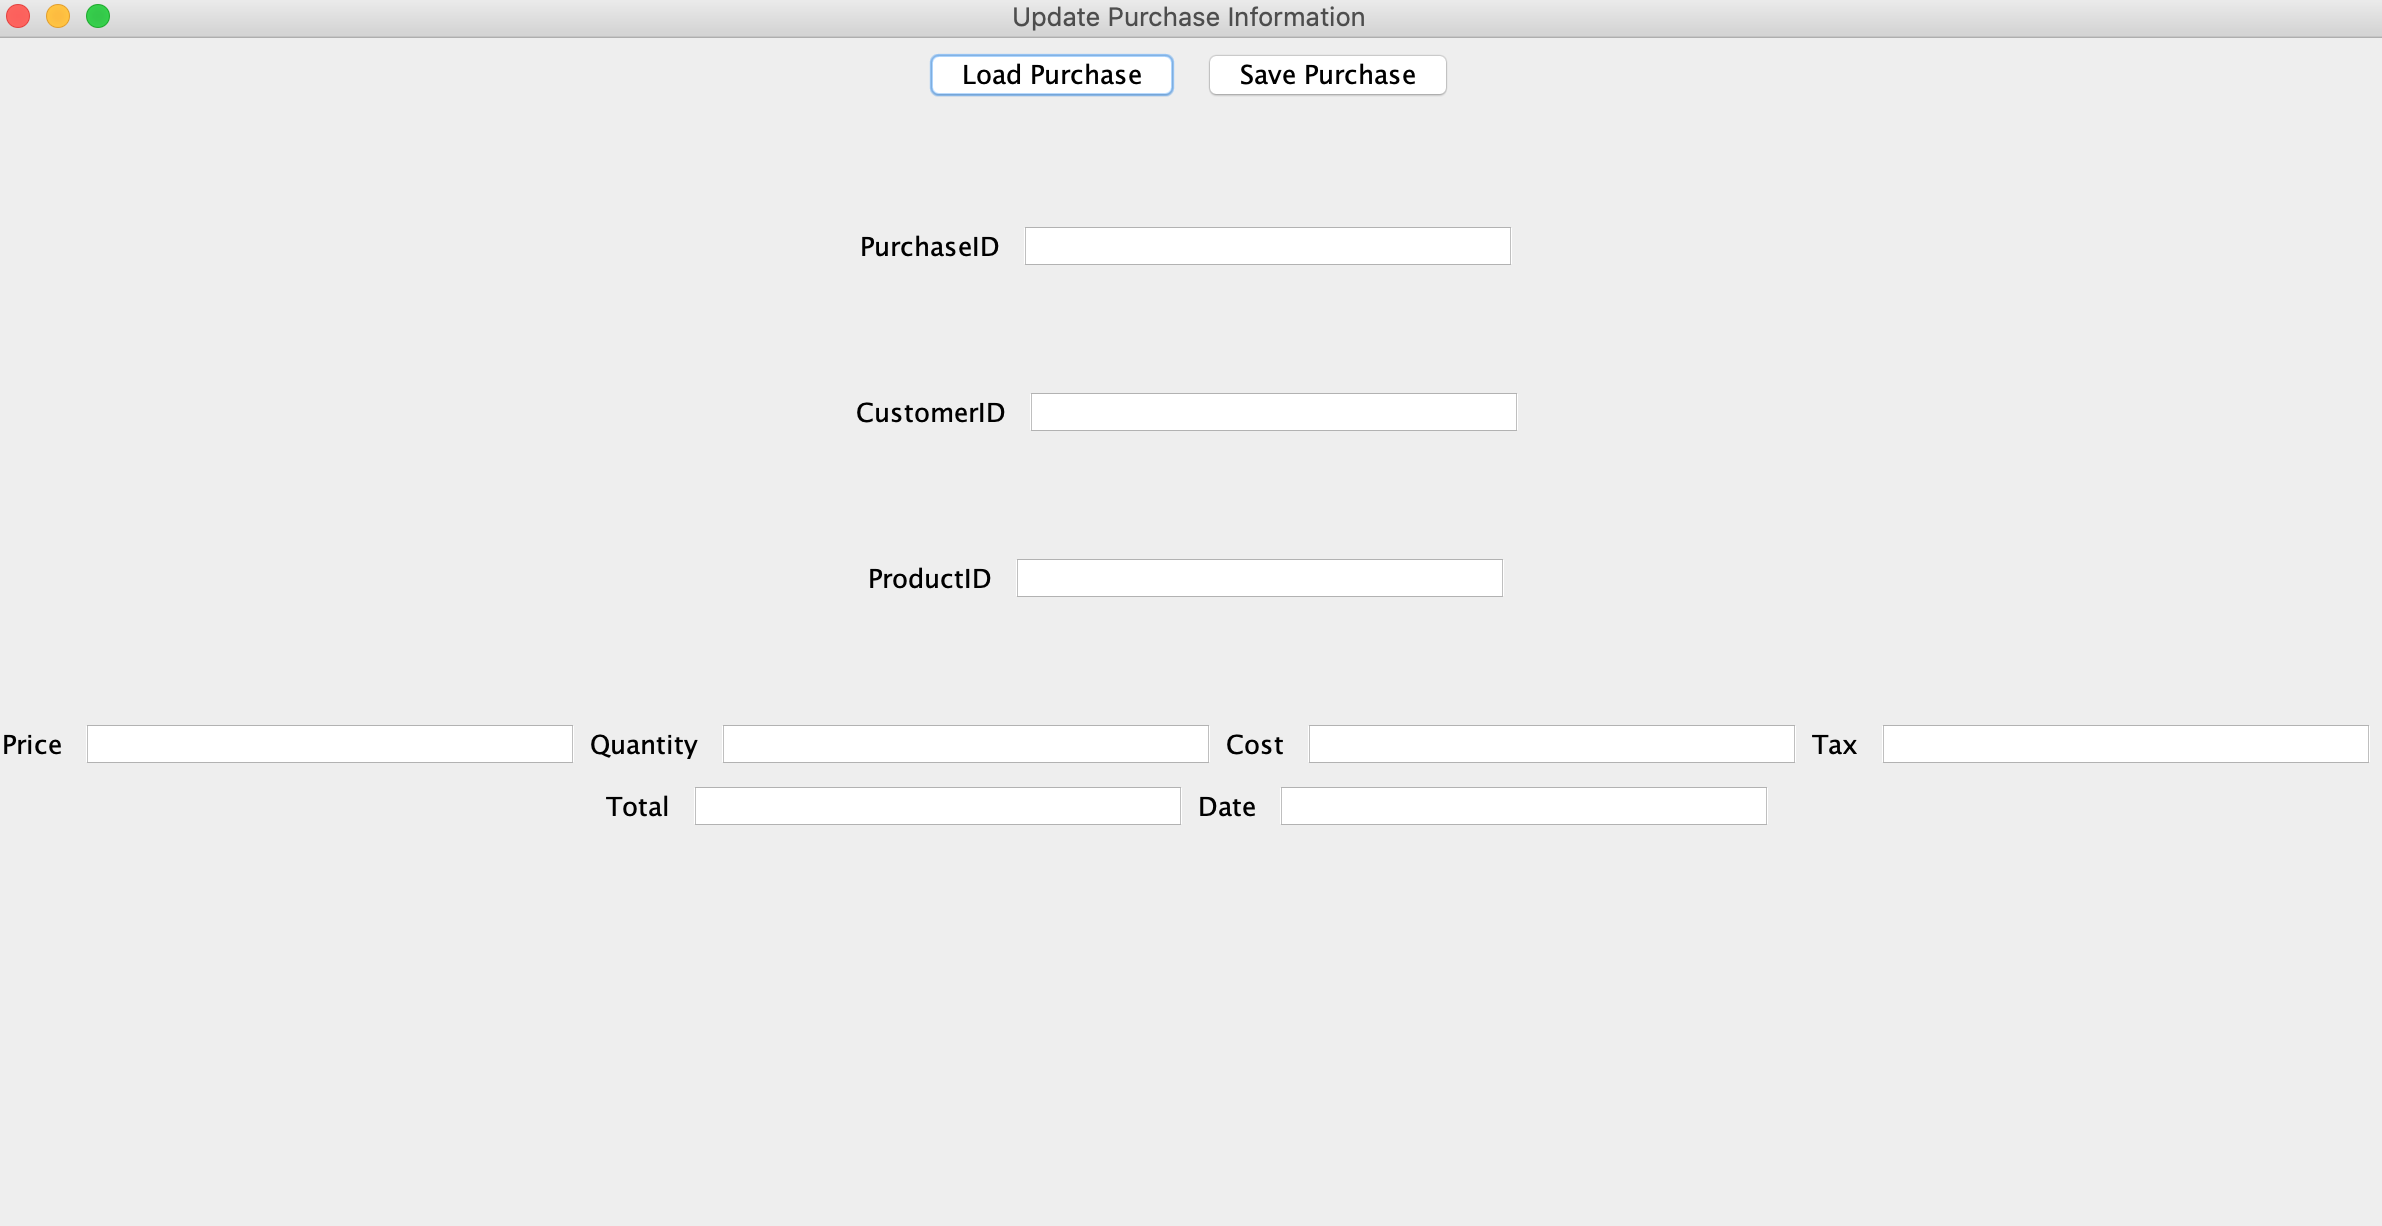 Update Purchase Information
Load Purchase Save Purchase
PurchaseID
CustomerID
ProductID
Price Quantity Cost Tax
Total Date